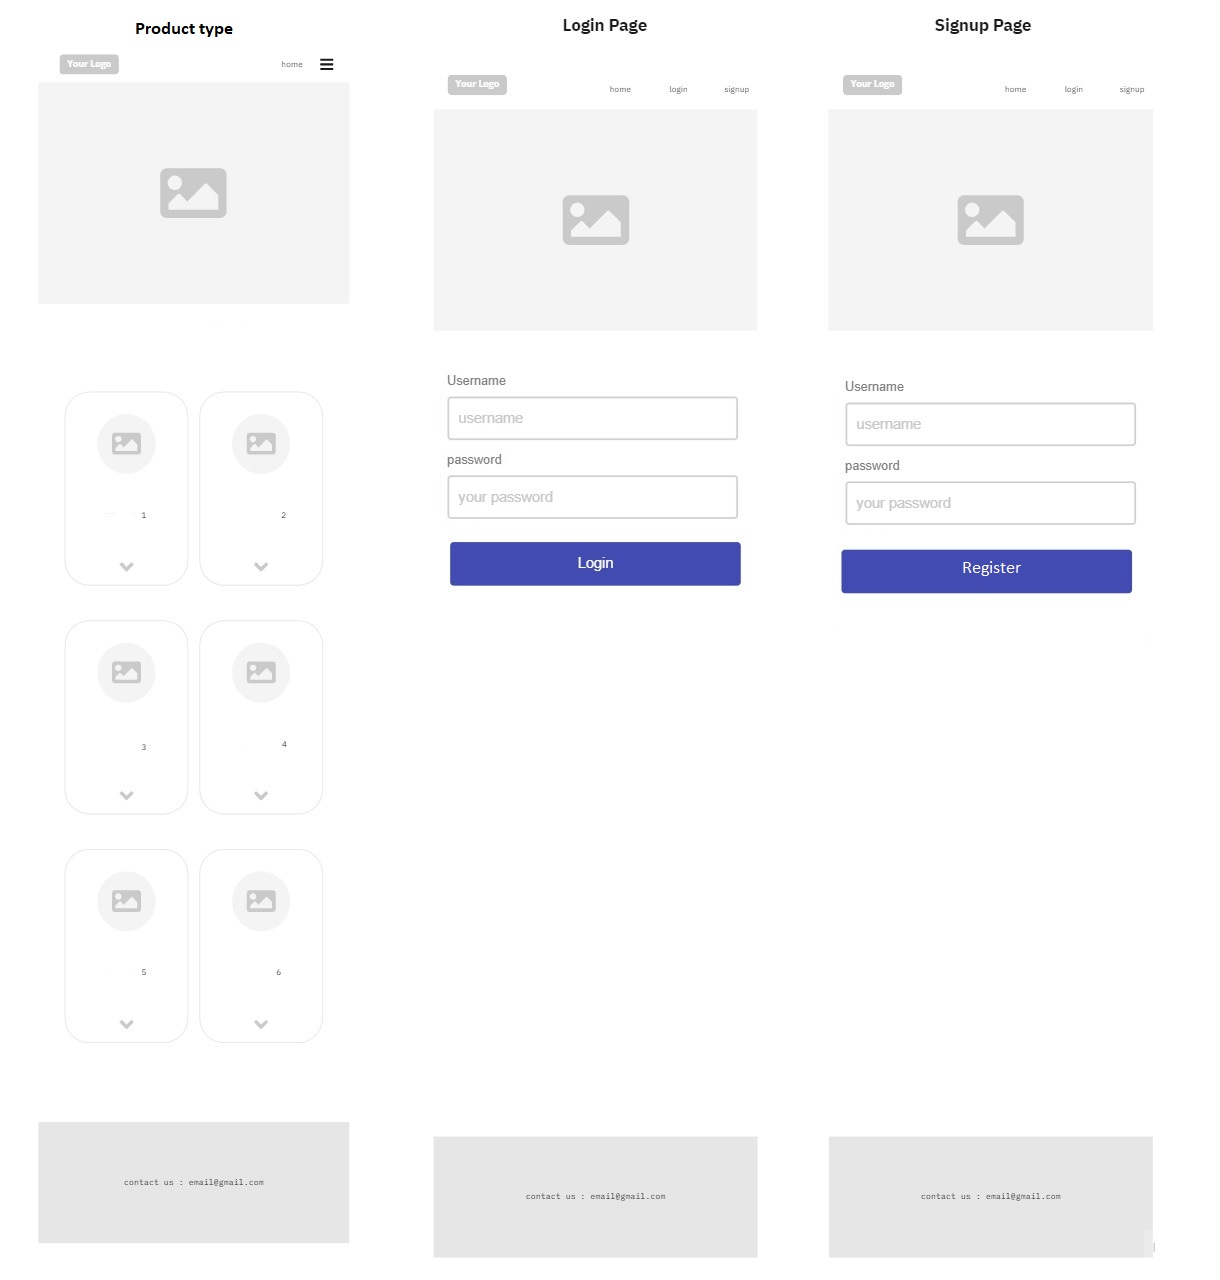 Product type
Your Logo
home
1
2
3
4
5
6
contact us : email@gmail.com
Login Page
Your Logo
home login signup
Username
username
password
your password
Login
contact us : email@gmail.com
Signup Page
Your Logo
home login signup
Username
username
password
your password
Register
contact us : email@gmail.com